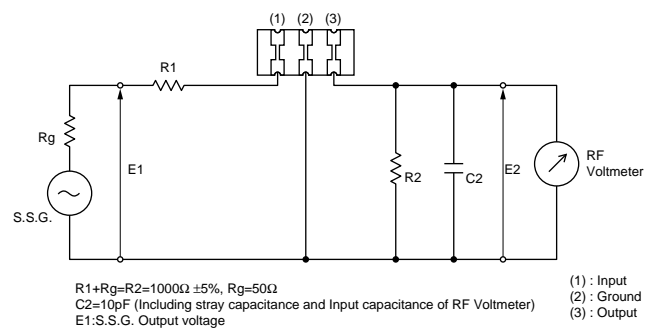 (1) (2) (3)
R1
Rg
E1
R2
C2
E2
RF
Voltmeter
S.S.G.
R1+Rg=R2=1000Ω ±5%, Rg=50Ω
C2=10pF (Including stray capacitance and Input capacitance of RF Voltmeter)
E1:S.S.G. Output voltage
(1) : Input
(2) : Ground
(3) : Output